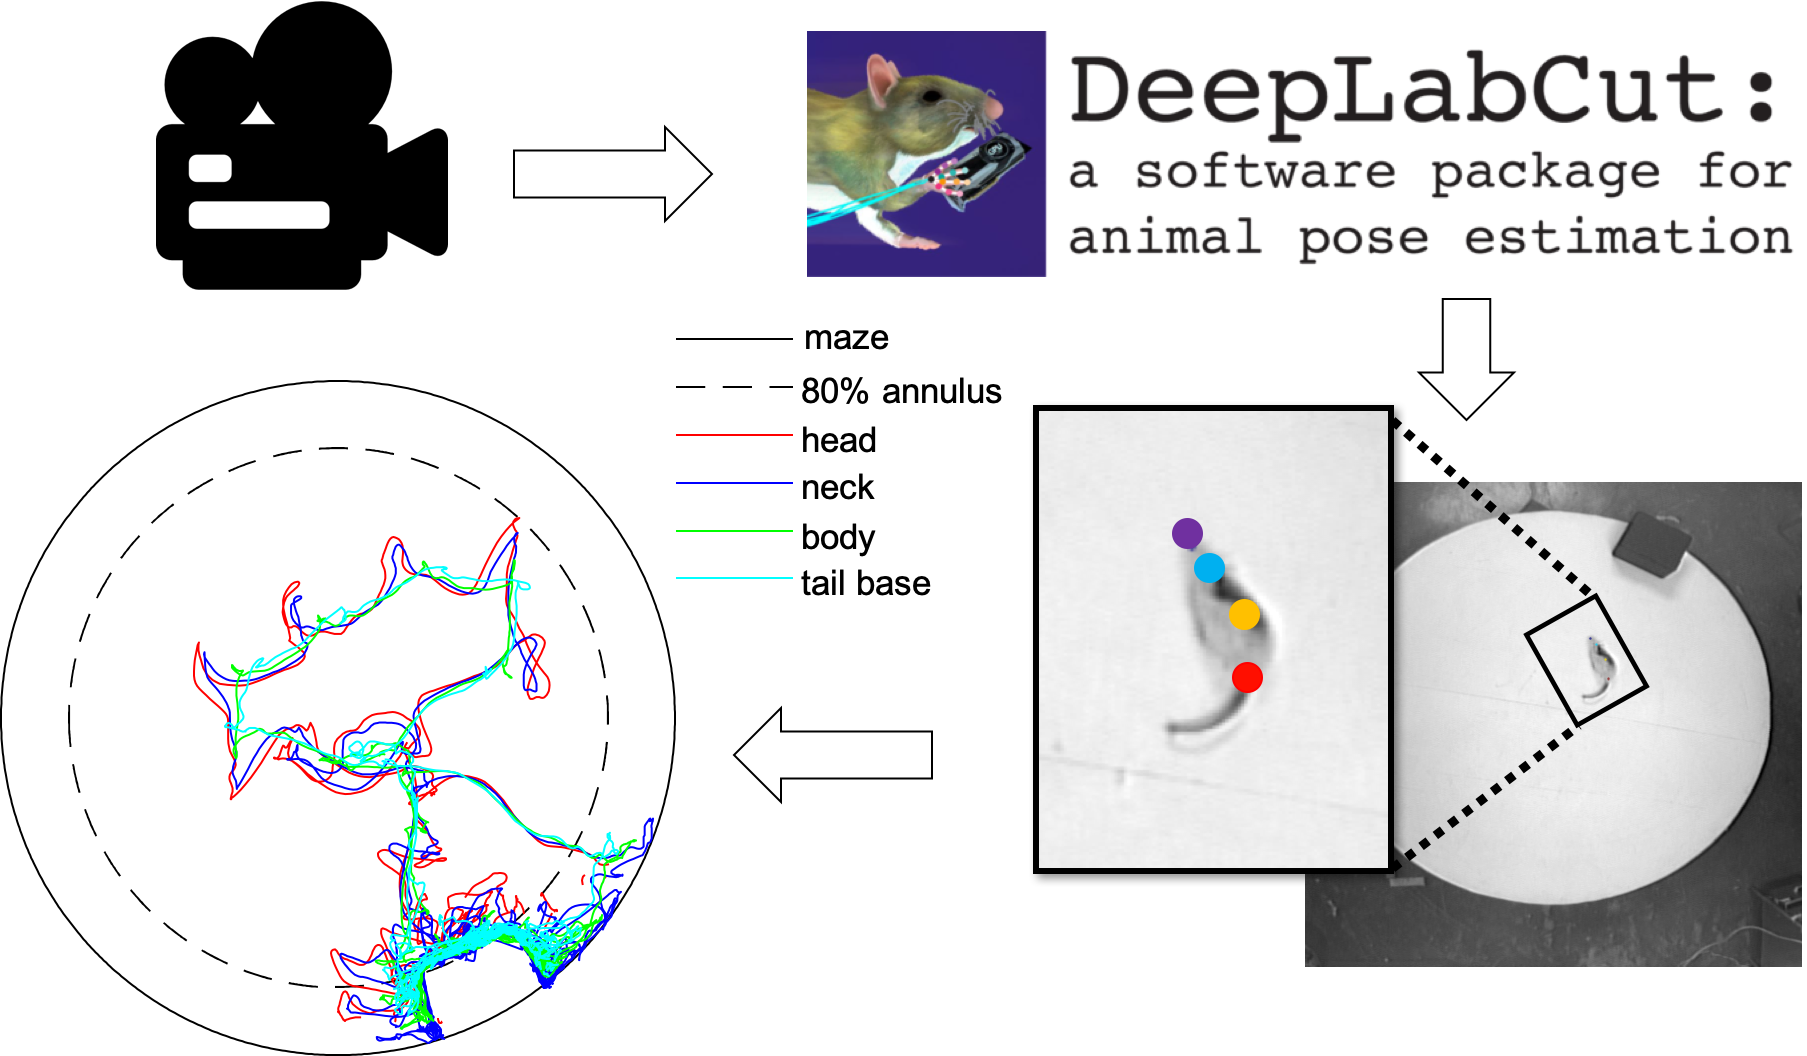 DeepLabCut:
a software package for
animal pose estimation
maze
80% annulus
head
neck
body
tail base